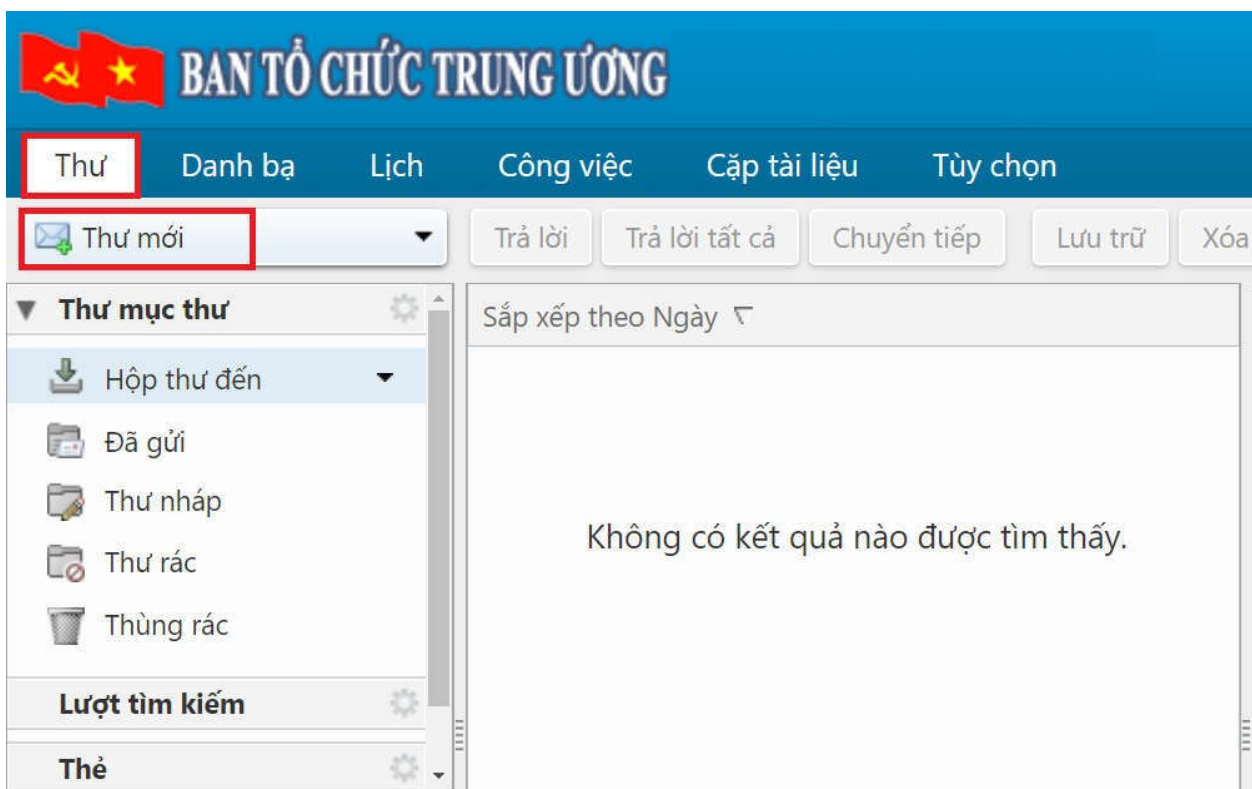 BAN TỔ CHỨC TRUNG ƯƠNG
Thư Danh bạ Lịch Công việc Cặp tài liệu Tùy chọn
Thư mới Trả lời Trả lời tất cả Chuyển tiếp Lưu trữ Xóa
Thư mục thư
Sắp xếp theo Ngày
Hộp thư đến
Đã gửi
Thư nháp
Thư rác
Thùng rác
Lượt tìm kiếm
Thẻ
Không có kết quả nào được tìm thấy.